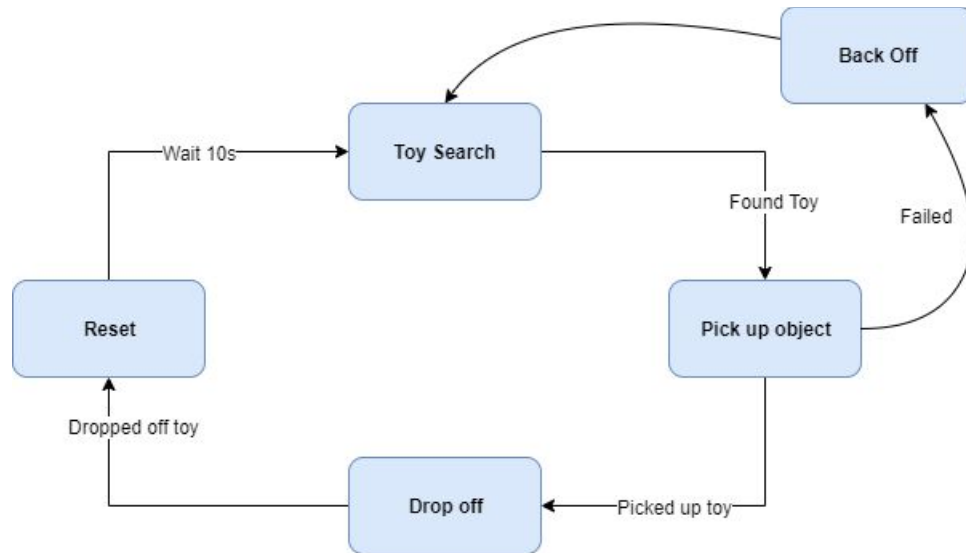 Back Off
Toy Search
Wait 10s
Found Toy
Failed
Reset
Pick up object
Dropped off toy
Drop off
Picked up toy